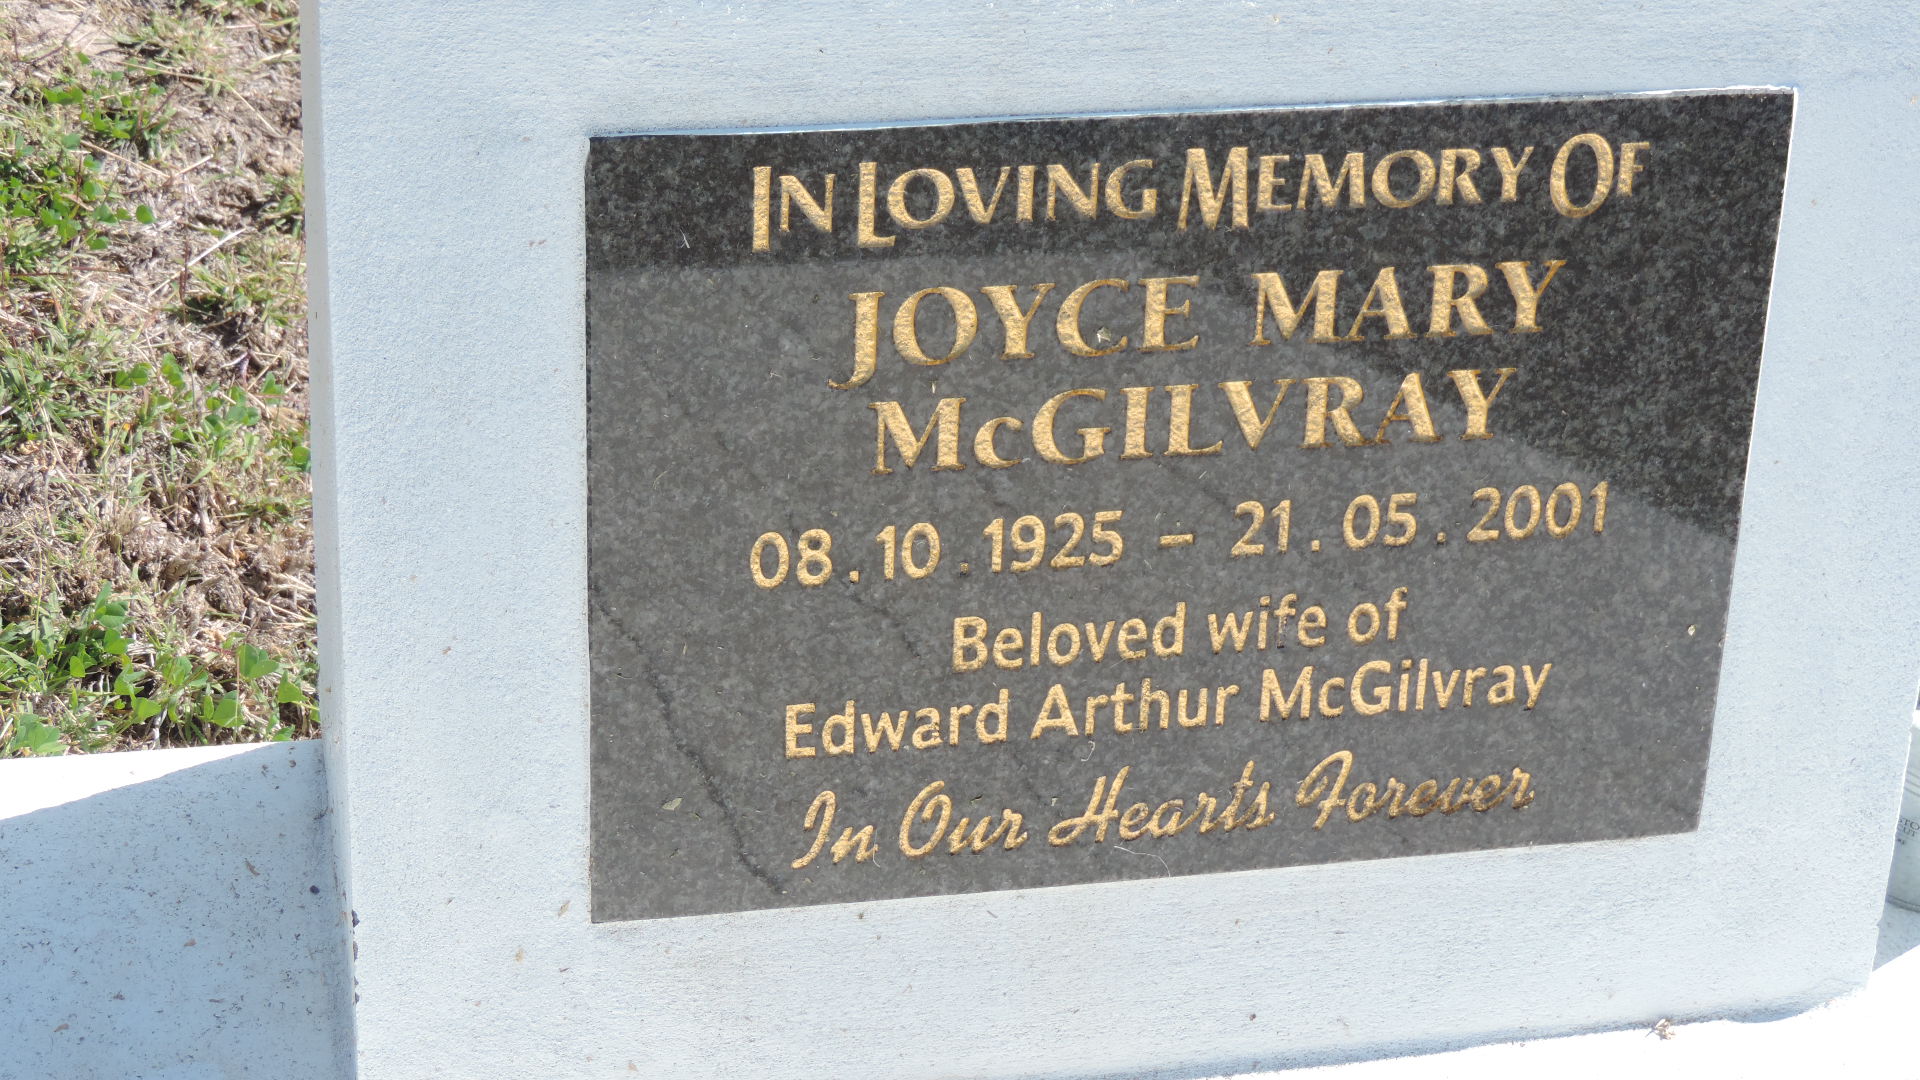 IN LOVING MEMORY OF
JOYCE MARY
McGILVRAY
08.10.1925 – 21.05.2001
Beloved wife of
Edward Arthur McGilvray
In Our Hearts Forever